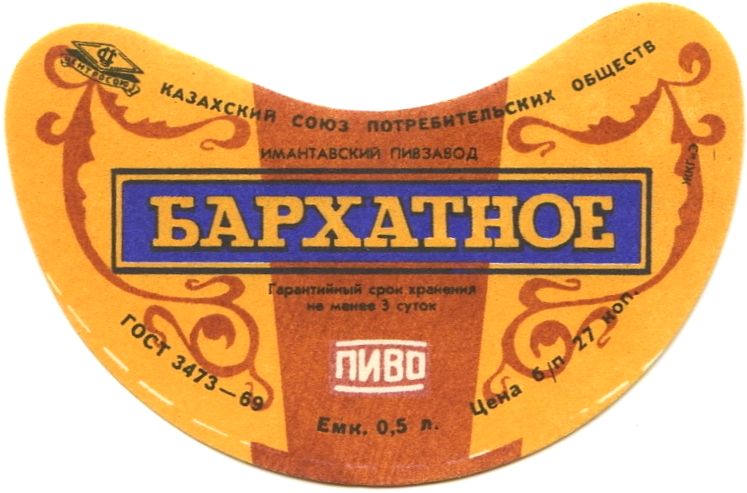 ЦЕНТРОСОЮЗ
КАЗАХСКИЙ СОЮЗ ПОТРЕБИТЕЛЬСКИХ ОБЩЕСТВ
ИМАНТАВСКИЙ ПИВЗАВОД
БАРХАТНОЕ
Гарантийный срок хранения
не менее 3 суток
ГОСТ 3473—69
ПИВО
Емк. 0,5 л.
Цена б/п 27 коп.